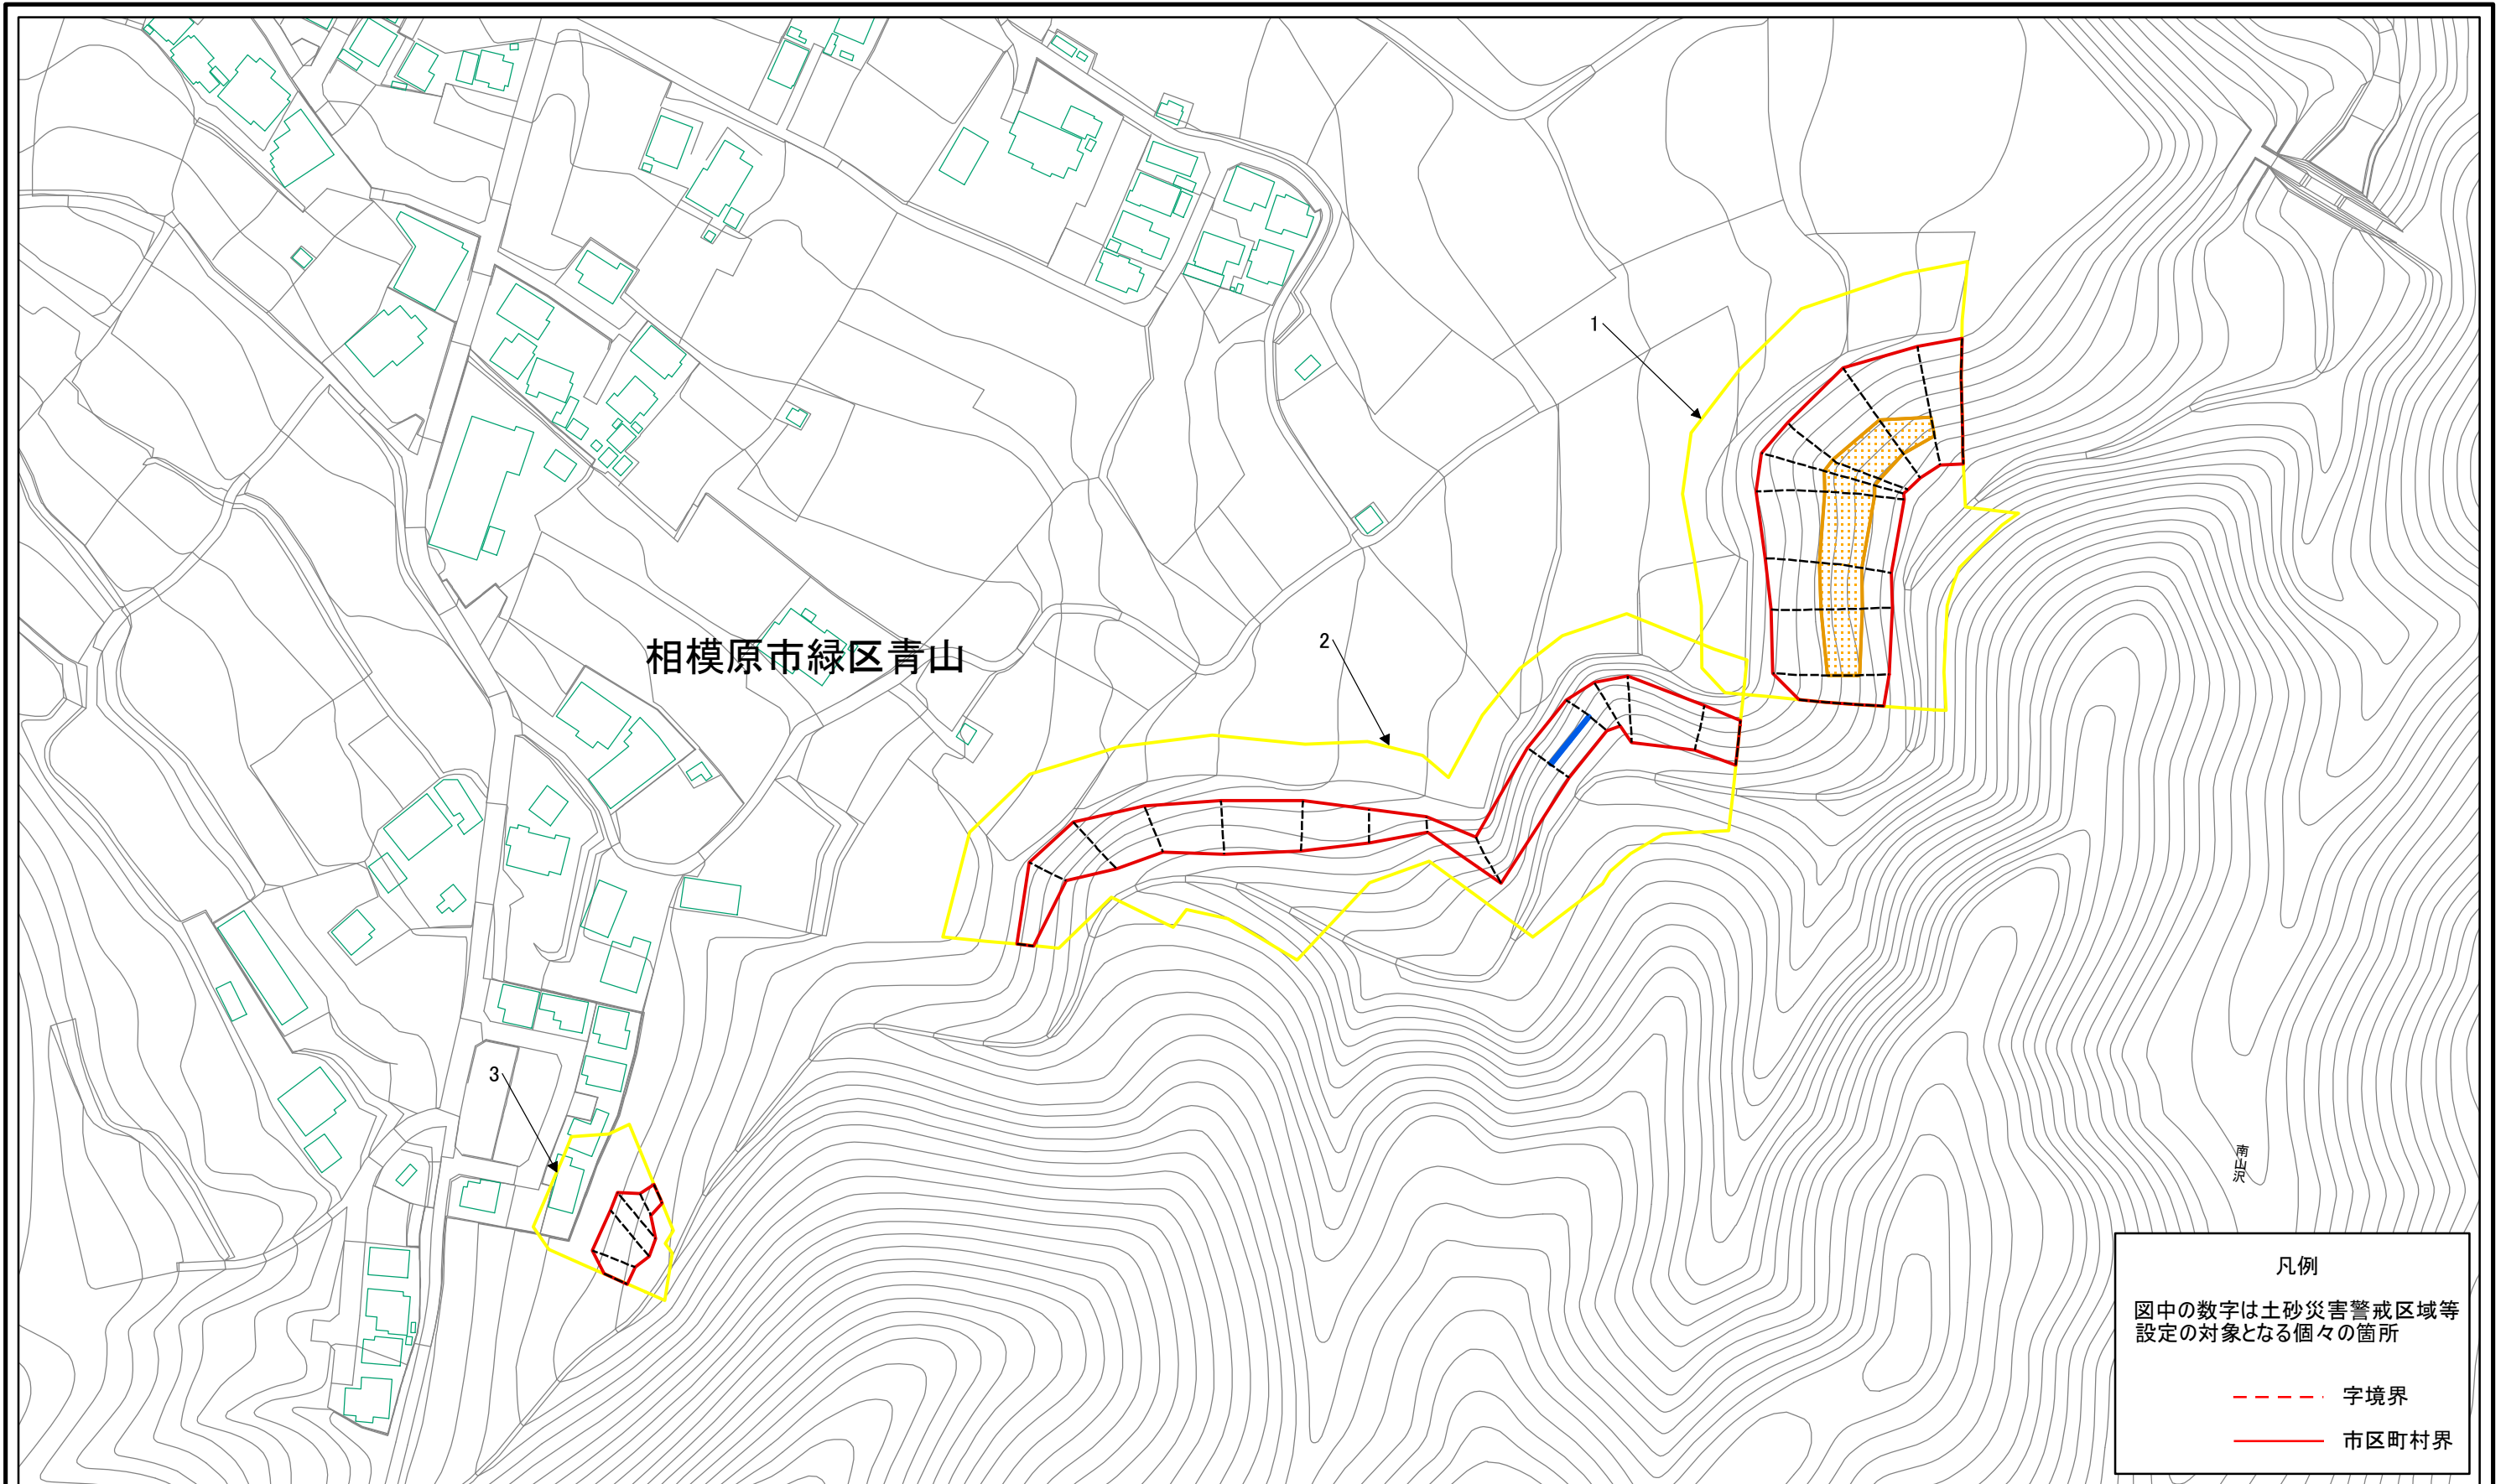 1
2
相模原市緑区青山
3
南山沢
凡例
図中の数字は土砂災害警戒区域等
設定の対象となる個々の箇所
字境界
市区町村界